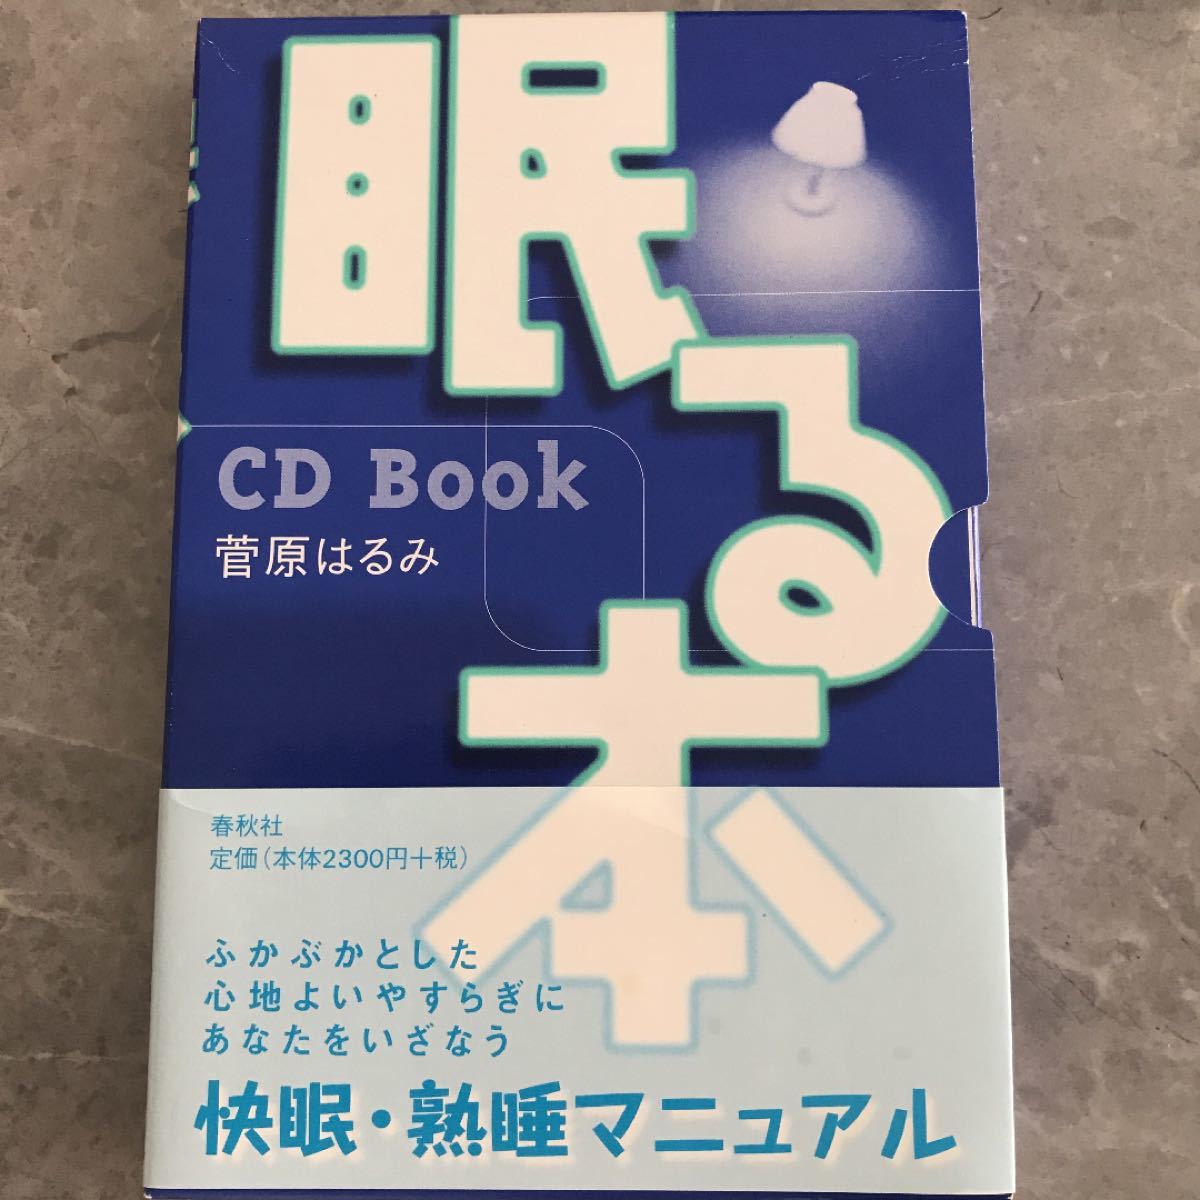 眠る本
CD Book
菅原はるみ
春秋社
定価(本体2300円+税)
ふかぶかとした
心地よいやすらぎに
あなたをいざなう
快眠・熟睡マニュアル